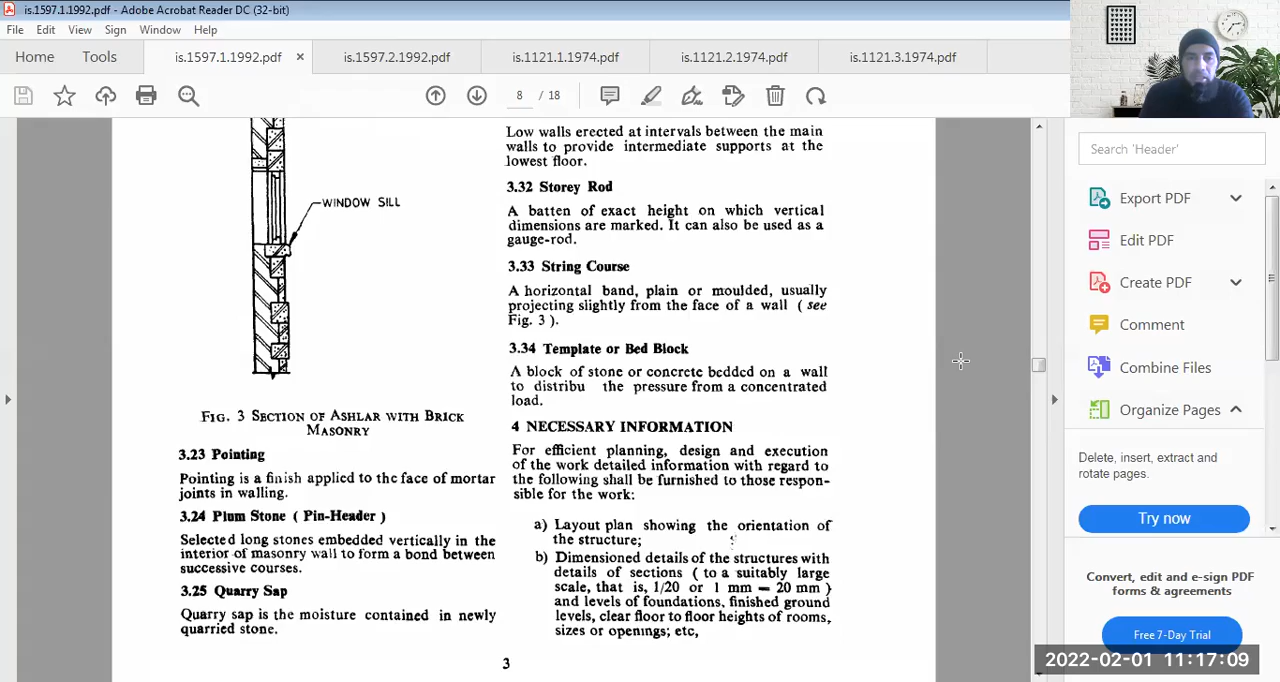 is.1597.1.1992.pdf - Adobe Acrobat Reader DC (32-bit)
File Edit View Window Sign Help
Home Tools is.1597.1.1992.pdf × is.1597.2.1992.pdf is.1121.1.1974.pdf is.1121.2.1974.pdf is.1121.3.1974.pdf
8 / 18
WINDOW SILL
FIG. 3 SECTION OF ASHLAR WITH BRICK
MASONRY
3.23 Pointing
Pointing is a finish applied to the face of mortar
joints in walling.
3.24 Plum Stone ( Pin-Header )
Selected long stones embedded vertically in the
interior of masonry wall to form a bond between
successive courses.
3.25 Quarry Sap
Quarry sap is the moisture contained in newly
quarried stone.
Low walls erected at intervals between the main
walls to provide intermediate supports at the
lowest floor.
3.32 Storey Rod
A batten of exact height on which vertical
dimensions are marked. It can also be used as a
gauge-rod.
3.33 String Course
A horizontal band, plain or moulded, usually
projecting slightly from the face of a wall ( see
Fig. 3 ).
3.34 Template or Bed Block
A block of stone or concrete bedded on a wall
to distribu the pressure from a concentrated
load.
4 NECESSARY INFORMATION
For efficient planning, design and execution
of the work detailed information with regard to
the following shall be furnished to those respon-
sible for the work:
a) Layout plan showing the orientation of
the structure;
b) Dimensioned details of the structures with
details of sections ( to a suitably large
scale, that is, 1/20 or 1 mm = 20 mm )
and levels of foundations, finished ground
levels, clear floor to floor heights of rooms,
sizes or openings; etc,
3
Search 'Header'
Export PDF
Edit PDF
Create PDF
Comment
Combine Files
Organize Pages
Delete, insert, extract and
rotate pages.
Try now
Convert, edit and e-sign PDF
forms & agreements
Free 7-Day Trial
2022-02-01 11:17:09